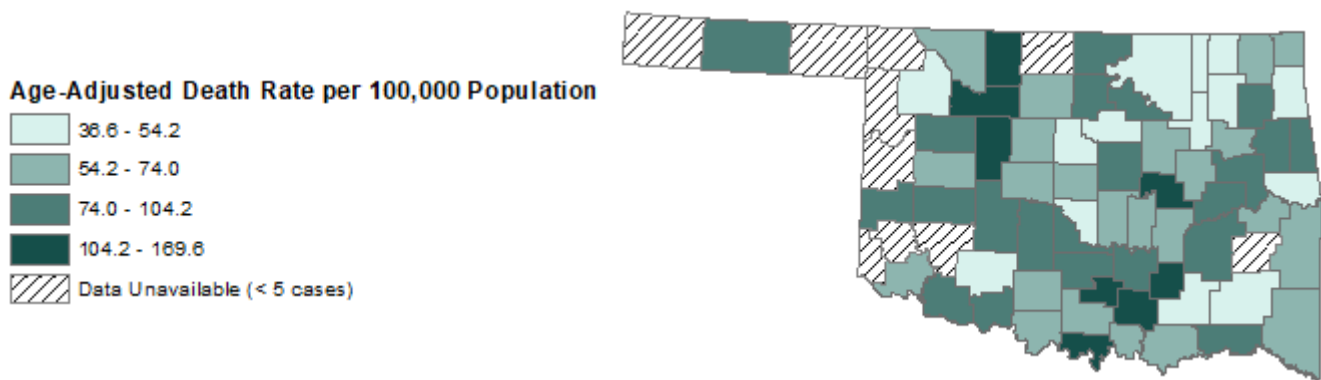 Age-Adjusted Death Rate per 100,000 Population
36.6 - 54.2
54.2 - 74.0
74.0 - 104.2
104.2 - 169.6
Data Unavailable (< 5 cases)